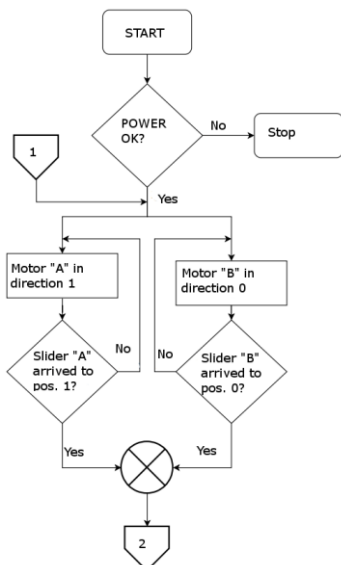 START
POWER
OK?
No
Stop
1
Yes
Motor "A" in
direction 1
Motor "B" in
direction 0
Slider "A"
arrived to
pos. 1?
No
No
Slider "B"
arrived to
pos. 0?
Yes
Yes
2